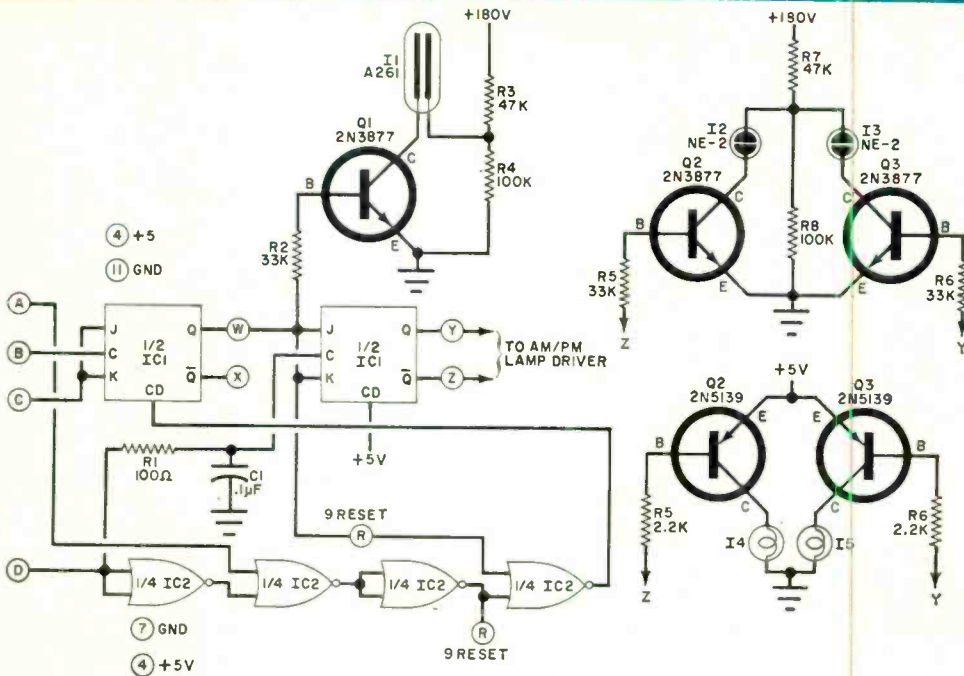 +180V
I1
A261
R3
47K
Q1
2N3877
C
R4
100K
B
E
R2
33K
4 +5
11 GND
A
B
C
J
C
K
Q
Q̅
1/2
IC1
CD
W
X
J
C
K
Q
Q̅
1/2
IC1
CD
+5V
Y
Z
TO AM/PM
LAMP DRIVER
R1
100Ω
C1
.1µF
9 RESET
R
D
1/4 IC2
1/4 IC2
1/4 IC2
1/4 IC2
R
9 RESET
7 GND
4 +5V
+180V
R7
47K
I2
NE-2
I3
NE-2
Q2
2N3877
Q3
2N3877
C
C
B
B
R8
100K
E
E
R5
33K
R6
33K
Z
Y
+5V
Q2
2N5139
Q3
2N5139
E
E
B
B
C
C
R5
2.2K
R6
2.2K
I4
I5
Z
Y